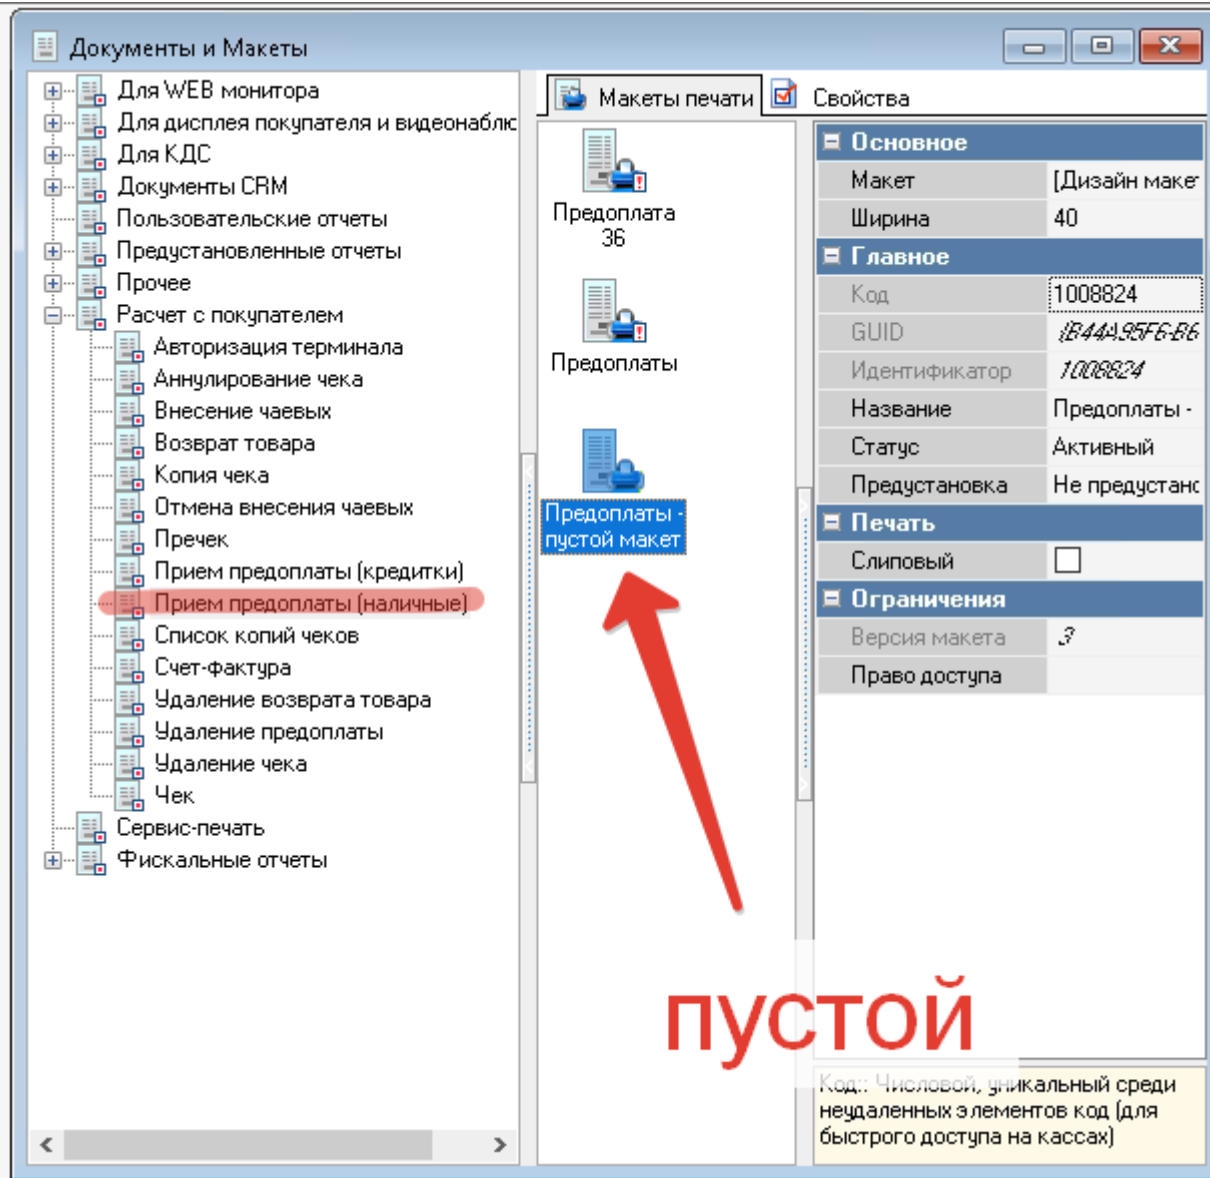 Документы и Макеты
Для WEB монитора
Для дисплея покупателя и видеонаблю
Для КДС
Документы CRM
Пользовательские отчеты
Предустановленные отчеты
Прочее
Расчет с покупателем
Авторизация терминала
Аннулирование чека
Внесение чаевых
Возврат товара
Копия чека
Отмена внесения чаевых
Пречек
Прием предоплаты (кредитки)
Прием предоплаты (наличные)
Список копий чеков
Счет-фактура
Удаление возврата товара
Удаление предоплаты
Удаление чека
Чек
Сервис-печать
Фискальные отчеты
Макеты печати Свойства
Предоплата
36
Предоплаты
Предоплаты -
пустой макет
Основное
Макет [Дизайн макет
Ширина 40
Главное
Код 1008824
GUID {B44A95F6-B6
Идентификатор 1008824
Название Предоплаты -
Статус Активный
Предустановка Не предустанс
Печать
Слиповый
Ограничения
Версия макета 3
Право доступа
пустой
Код:: Числовой, уникальный среди
неудаленных элементов код (для
быстрого доступа на кассах)